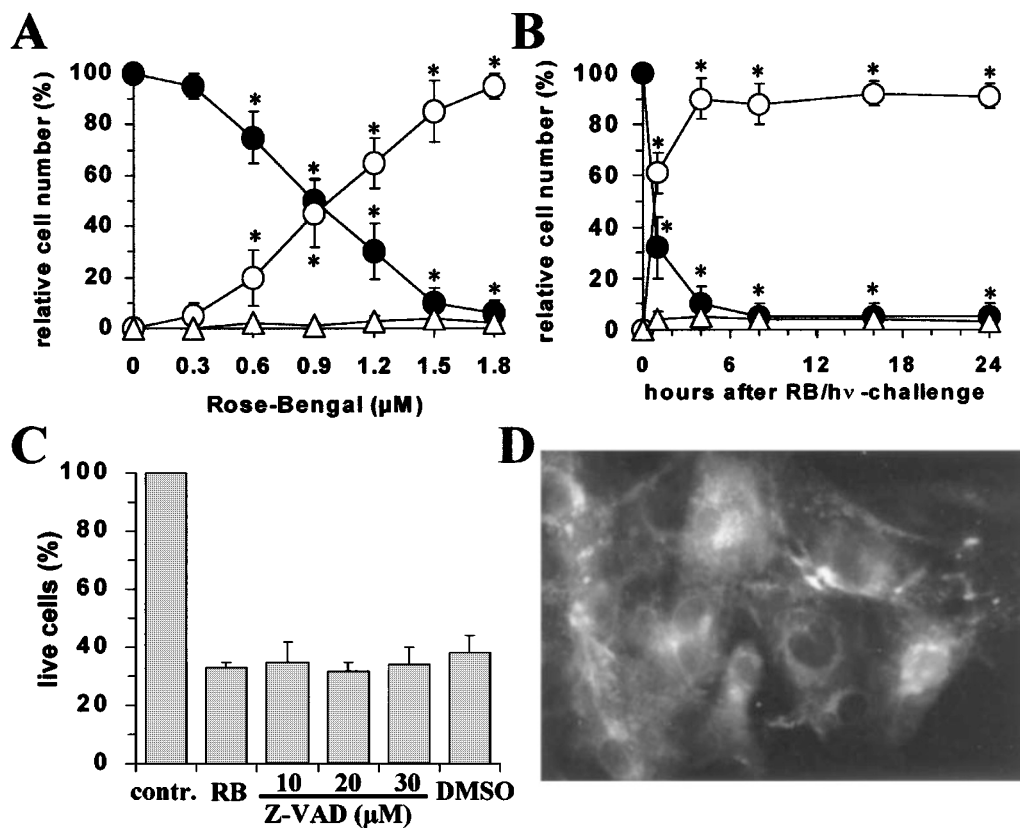 A
relative cell number (%)
100
80
60
40
20
0
* * * * * * * * * *
0 0.3 0.6 0.9 1.2 1.5 1.8
Rose-Bengal (µM)
B
relative cell number (%)
100
80
60
40
20
0
* * * * * * * * * *
0 6 12 18 24
hours after RB/hν -challenge
C
live cells (%)
100
80
60
40
20
0
contr. RB 10 20 30 DMSO
Z-VAD (µM)
D